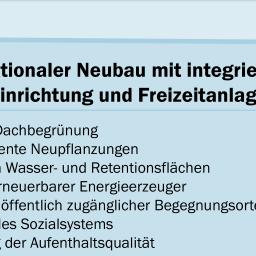 tionaler Neubau mit integrie
inrichtung und Freizeitanlag
Dachbegrünung
ente Neupflanzungen
Wasser- und Retentionsflächen
rneuerbarer Energieerzeuger
öffentlich zugänglicher Begegnungsorte
les Sozialsystems
der Aufenthaltsqualität